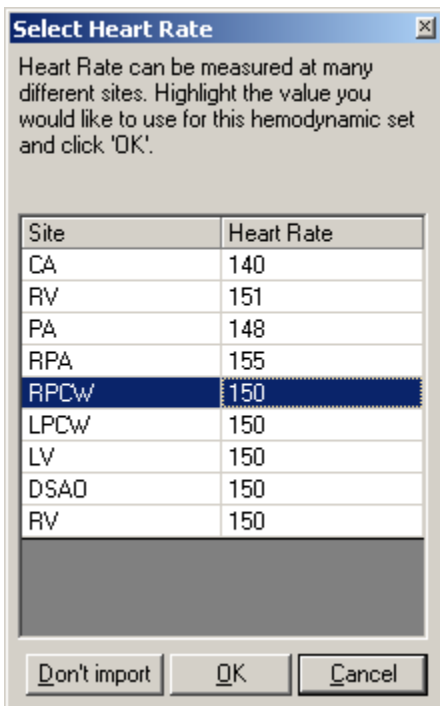 Select Heart Rate
Heart Rate can be measured at many
different sites. Highlight the value you
would like to use for this hemodynamic set
and click 'OK'.
Site Heart Rate
CA 140
RV 151
PA 148
RPA 155
RPCW 150
LPCW 150
LV 150
DSAO 150
RV 150
Don't import OK Cancel